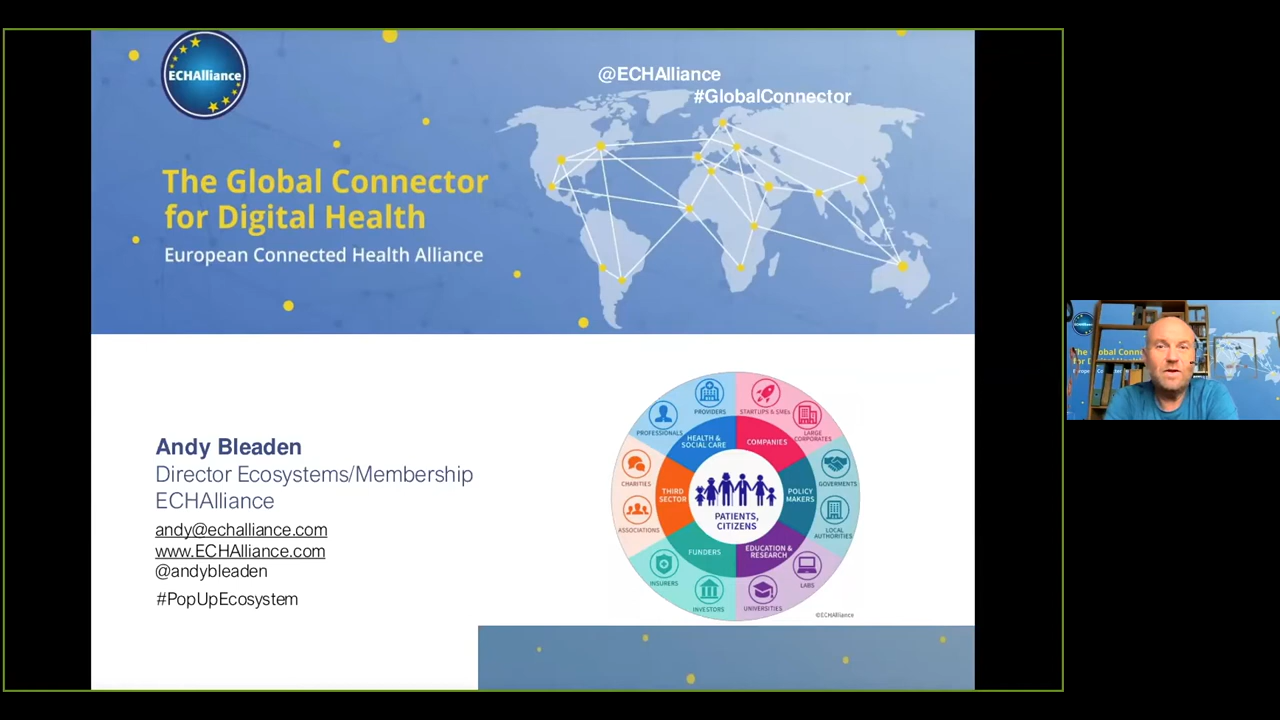 ECHAlliance
@ECHAlliance
#GlobalConnector
The Global Connector
for Digital Health
European Connected Health Alliance
Andy Bleaden
Director Ecosystems/Membership
ECHAlliance
andy@echalliance.com
www.ECHAlliance.com
@andybleaden
#PopUpEcosystem
PROVIDERS
STARTUPS & SMEs
PROFESSIONALS
LARGE
CORPORATES
HEALTH &
SOCIAL CARE
COMPANIES
CHARITIES
GOVERMENTS
THIRD
SECTOR
POLICY
MAKERS
PATIENTS,
CITIZENS
ASSOCIATIONS
LOCAL
AUTHORITIES
FUNDERS
EDUCATION &
RESEARCH
INSURERS
LABS
INVESTORS
UNIVERSITIES
©ECHAlliance